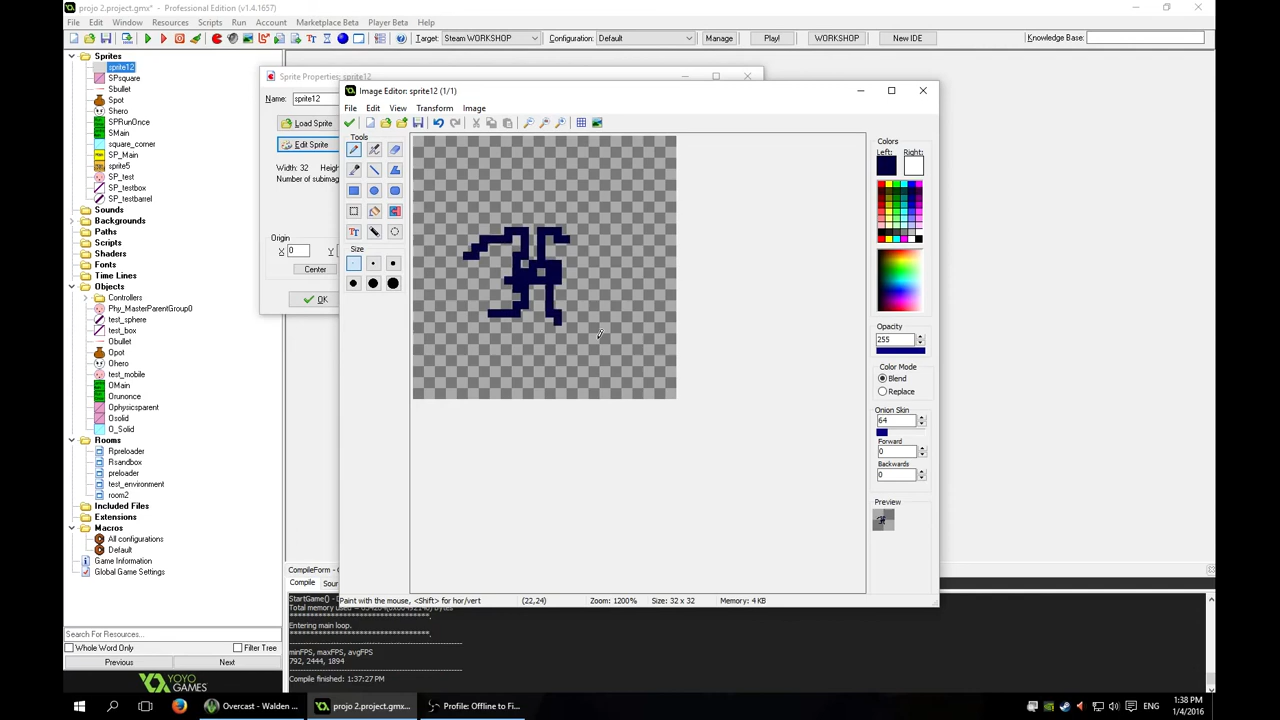 projo 2.project.gmx* - Professional Edition (v1.4.1657)
File Edit Windows Resources Scripts Run Account Marketplace Beta Player Beta Help
Target: Steam WORKSHOP Configuration: Default Manage Play! WORKSHOP New IDE Knowledge Base:
Sprites
sprite12
SPsquare
Sbullet
Spot
Shero
SPRunOnce
SMain
square_corner
SP_Main
sprite5
SP_test
SP_testbox
SP_testbarrel
Sounds
Backgrounds
Paths
Scripts
Shaders
Fonts
Time Lines
Objects
Controllers
Phy_MasterParentGroup0
test_sphere
test_box
Obullet
Opot
Ohero
test_mobile
OMain
Orunonce
Ophysicsparent
Osolid
O_Solid
Rooms
Rpreloader
Rsandbox
preloader
test_environment
room2
Included Files
Extensions
Macros
All configurations
Default
Game Information
Global Game Settings
Search For Resources...
Whole Word Only Filter Tree
Previous Next
YOYO
GAMES
Sprite Properties: sprite12
Name: sprite12
Load Sprite
Edit Sprite
Width: 32
Origin
X 0 Y
Center
OK
Image Editor: sprite12 (1/1)
File Edit View Transform Image
Tools
Size
Colors
Left: Right:
Opacity
255
Color Mode
Blend
Replace
Onion Skin
64
Forward
0
Backwards
0
Preview
Paint with the mouse, <Shift> for hor/vert (22,24) Zoom: 1200% Size: 32 x 32 Memory: 4 KB
Compile
Entering main loop.
*******************************.
minFPS, maxFPS, avgFPS
792, 2444, 1894
Compile finished: 1:37:27 PM
Overcast - Walden ... projo 2.project.gmx... Profile: Offline to Fi... ENG 1:38 PM
1/4/2016